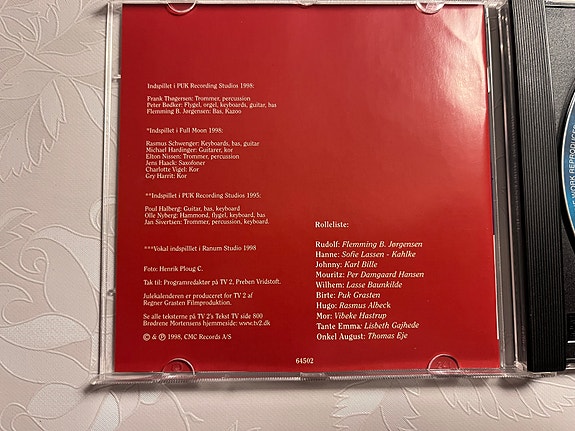 Indspillet i PUK Recording Studios 1998:
Frank Thøgersen: Trommer, percussion
Peter Bødker: Flygel, orgel, keyboards, guitar, bas
Flemming B. Jørgensen: Bas, Kazoo
*Indspillet i Full Moon 1998:
Rasmus Schwenger: Keyboards, bas, guitar
Michael Hardinger: Guitarer, kor
Elton Nissen: Trommer, percussion
Jens Haack: Saxofoner
Charlotte Vigel: Kor
Gry Harrit: Kor
**Indspillet i PUK Recording Studios 1995:
Poul Halberg: Guitar, bas, keyboard
Olle Nyberg: Hammond, flygel, keyboard, bas
Jan Sivertsen: Trommer, percussion, keyboard.
***Vokal indspilllet i Ranum Studio 1998
Foto: Henrik Ploug C.
Tak til: Programredaktør på TV 2, Preben Vridstoft.
Julekalenderen er produceret for TV 2 af
Regner Grasten Filmproduktion.
Se alle teksterne på TV 2's Tekst TV side 800
Brødrene Mortensens hjemmeside: www.tv2.dk
© & ℗ 1998, CMC Records A/S
Rolleliste:
Rudolf: Flemming B. Jørgensen
Hanne: Sofie Lassen - Kahlke
Johnny: Karl Bille
Mouritz: Per Damgaard Hansen
Wilhem: Lasse Baunkilde
Birte: Puk Grasten
Hugo: Rasmus Albeck
Mor: Vibeke Hastrup
Tante Emma: Lisbeth Gajhede
Onkel August: Thomas Eje
64502
WORK REPRODUC